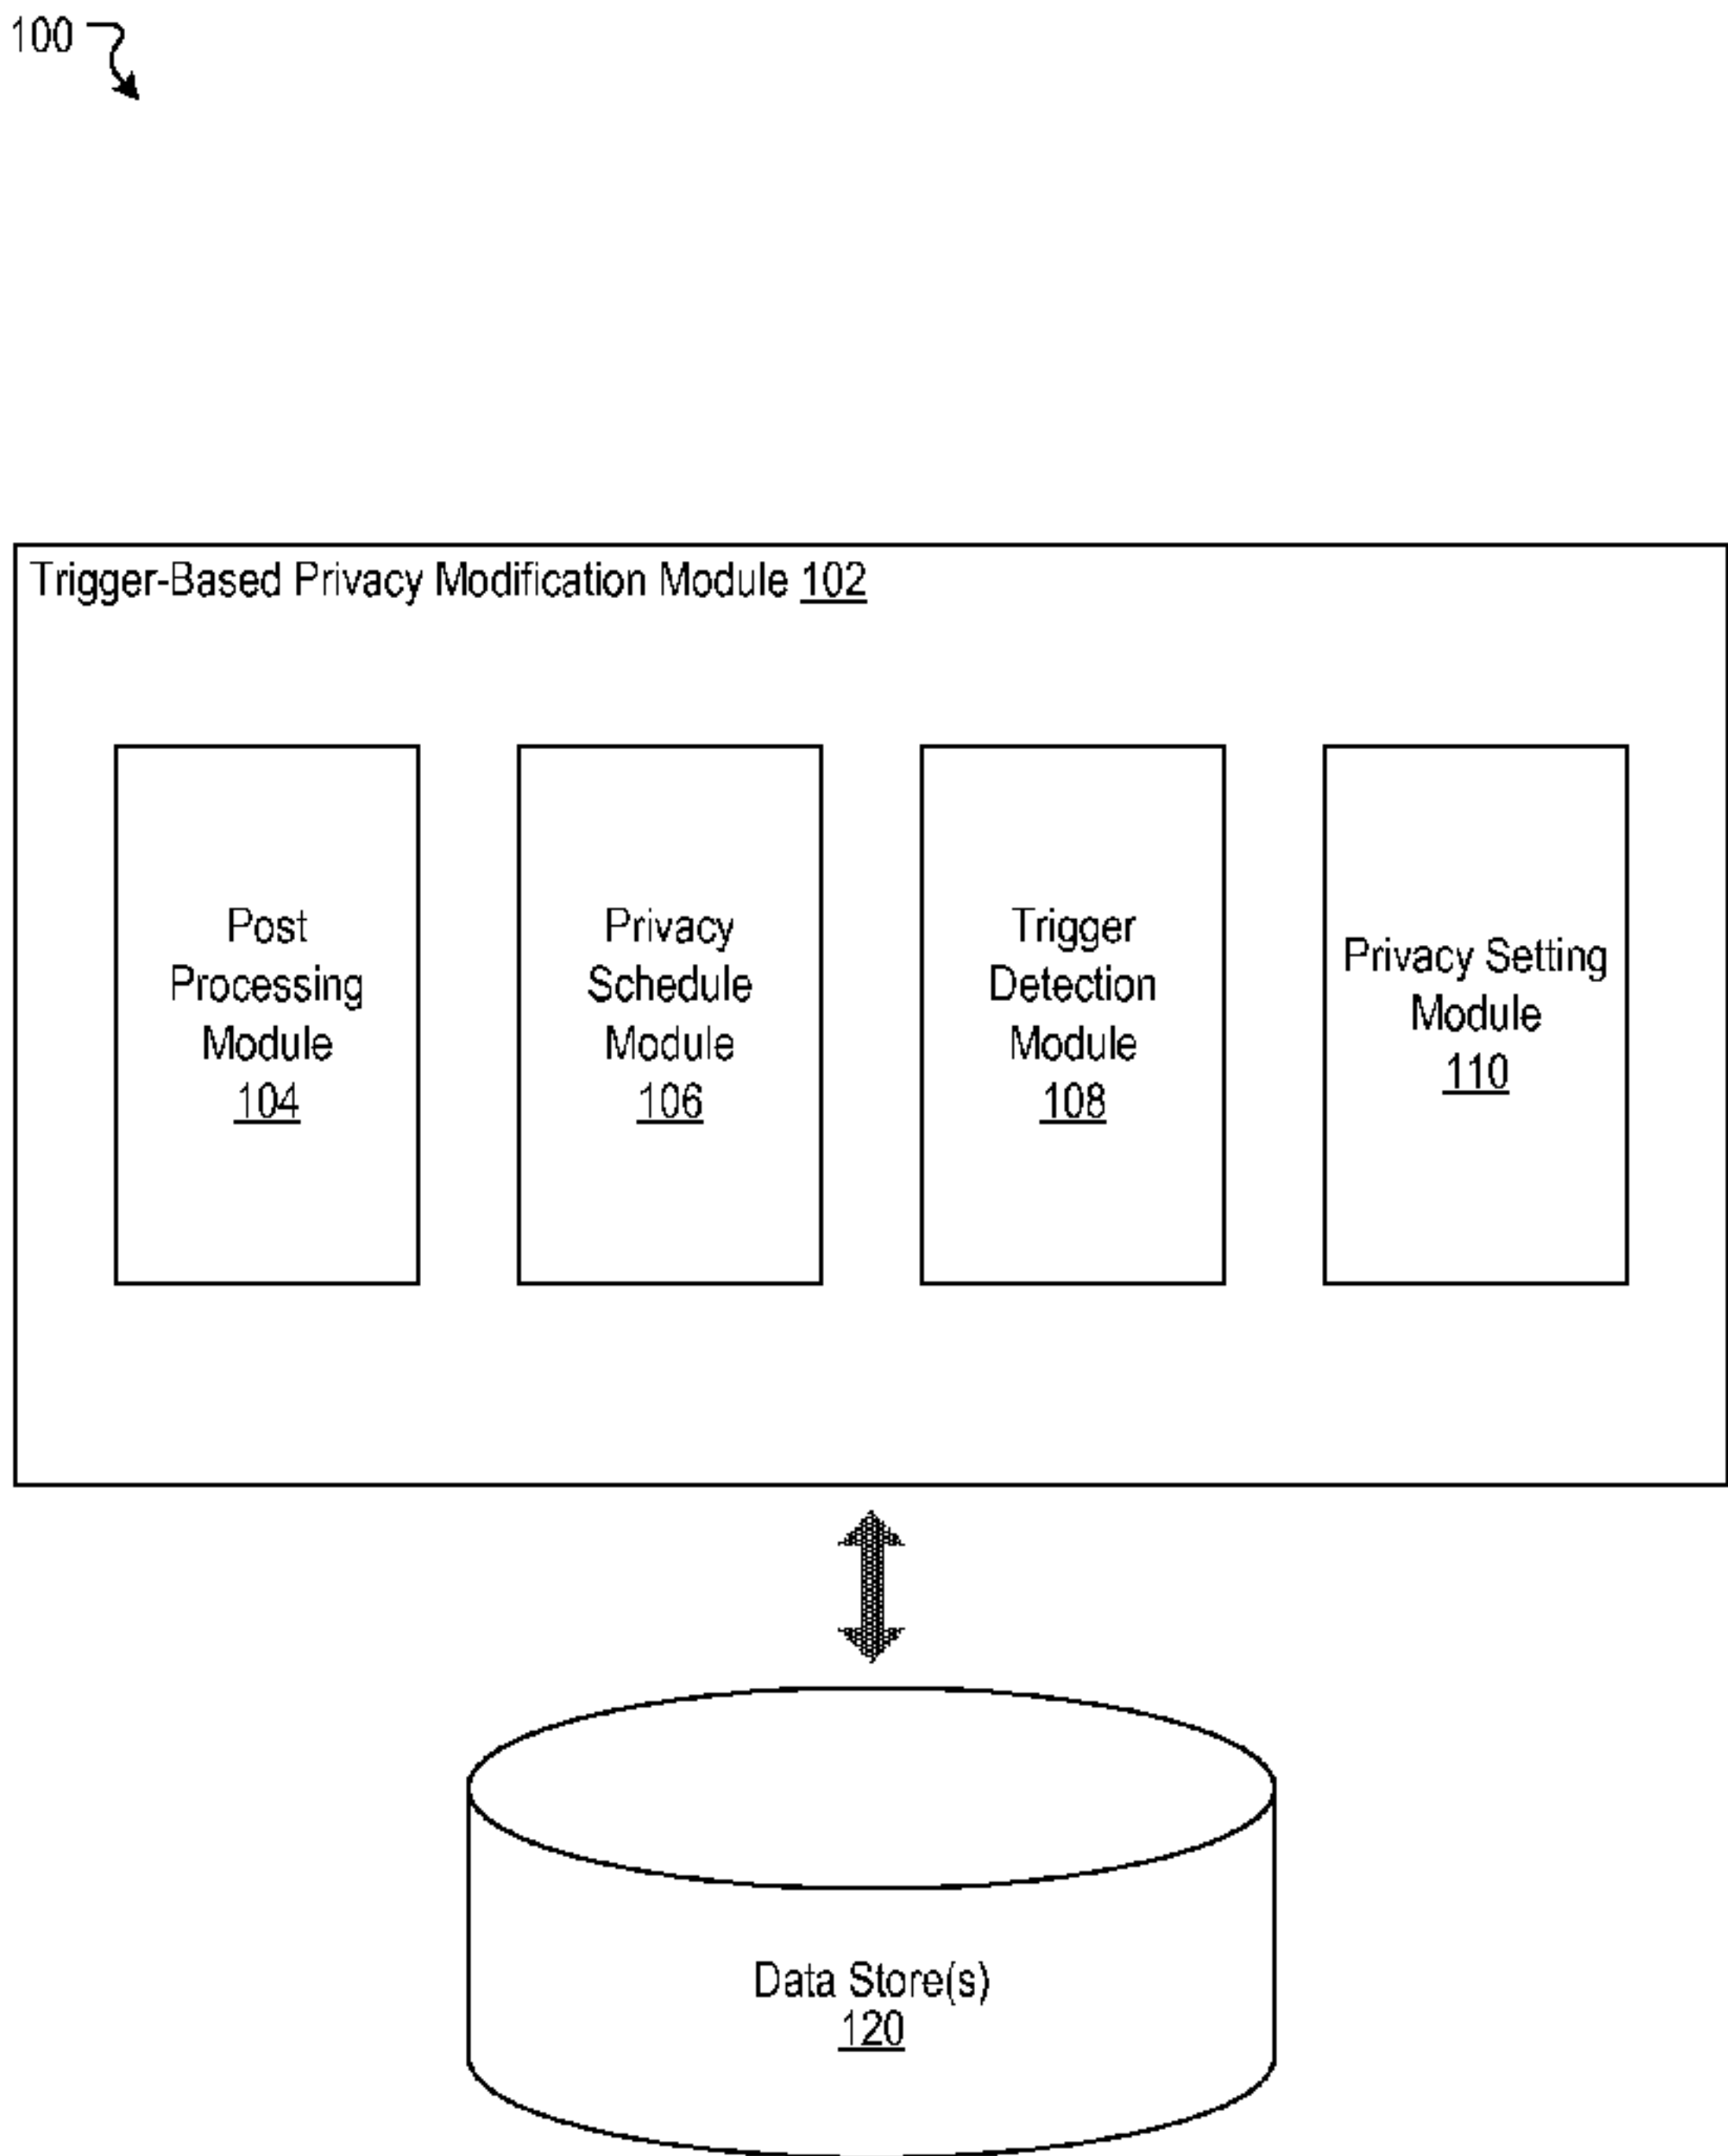 100
Trigger-Based Privacy Modification Module 102
Post
Processing
Module
104
Privacy
Schedule
Module
106
Trigger
Detection
Module
108
Privacy Setting
Module
110
Data Store(s)
120